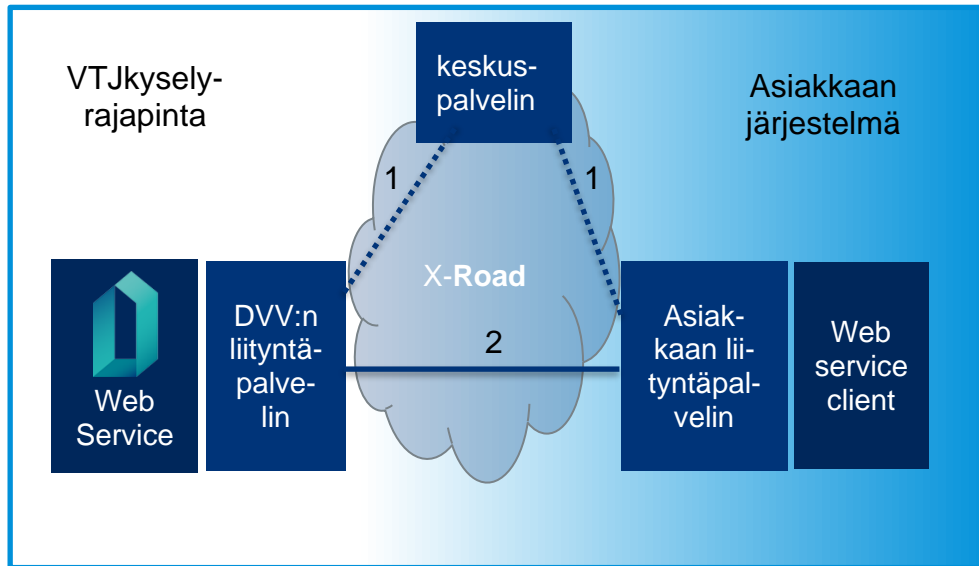 VTJkysely-
rajapinta
keskus-
palvelin
Asiakkaan
järjestelmä
1
1
X-Road
2
Web
Service
DVV:n
liityntä-
palve-
lin
Asiak-
kaan lii-
tyntäpal-
velin
Web
service
client